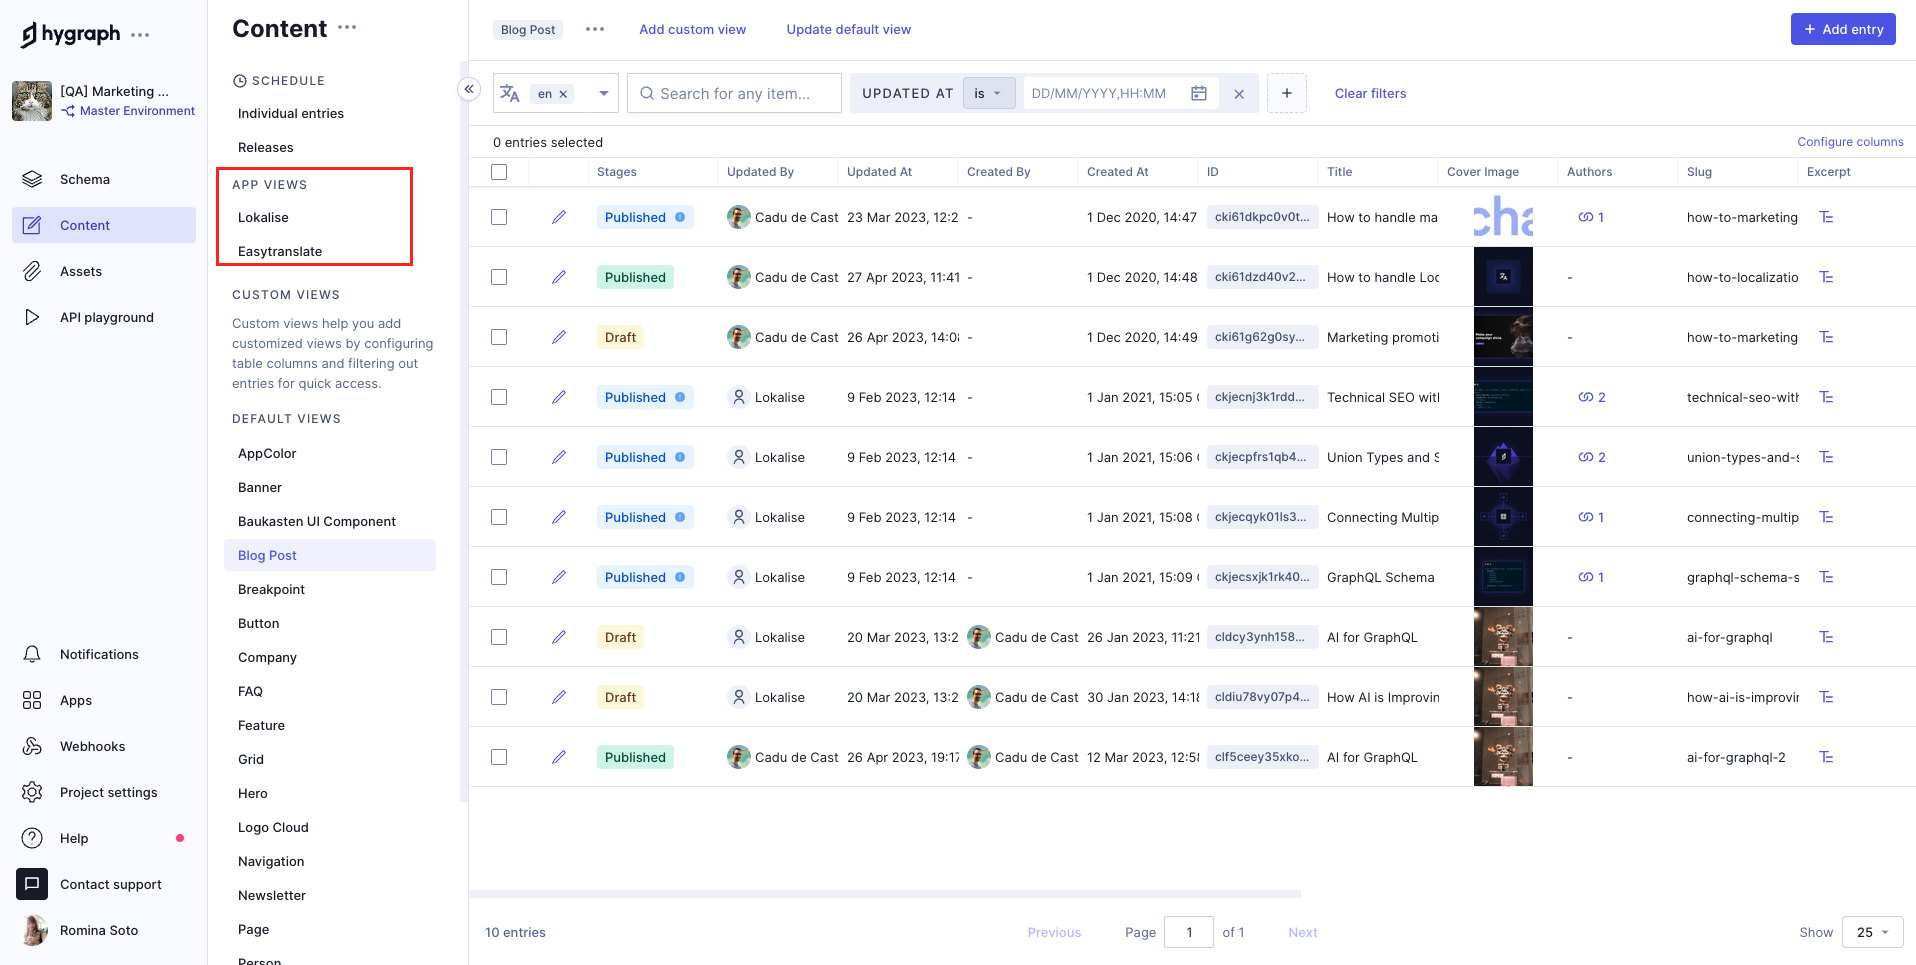 hygraph
[QA] Marketing ...
Master Environment
Schema
Content
Assets
API playground
Notifications
Apps
Webhooks
Project settings
Help
Contact support
Romina Soto
Content
SCHEDULE
Individual entries
Releases
APP VIEWS
Lokalise
Easytranslate
CUSTOM VIEWS
Custom views help you add
customized views by configuring
table columns and filtering out
entries for quick access.
DEFAULT VIEWS
AppColor
Banner
Baukasten UI Component
Blog Post
Breakpoint
Button
Company
FAQ
Feature
Grid
Hero
Logo Cloud
Navigation
Newsletter
Page
Person
Blog Post Add custom view Update default view + Add entry
en Search for any item... UPDATED AT is DD/MM/YYYY,HH:MM + Clear filters
0 entries selected Configure columns
Stages Updated By Updated At Created By Created At ID Title Cover Image Authors Slug Excerpt
Published Cadu de Cast 23 Mar 2023, 12:2 - 1 Dec 2020, 14:47 cki61dkpc0v0t... How to handle ma cha 1 how-to-marketing
Published Cadu de Cast 27 Apr 2023, 11:41 - 1 Dec 2020, 14:48 cki61dzd40v2... How to handle Loc - how-to-localizatio
Draft Cadu de Cast 26 Apr 2023, 14:08 - 1 Dec 2020, 14:49 cki61g62g0sy... Marketing promoti - how-to-marketing
Published Lokalise 9 Feb 2023, 12:14 - 1 Jan 2021, 15:05 ckjecnj3k1rdd... Technical SEO with 2 technical-seo-with
Published Lokalise 9 Feb 2023, 12:14 - 1 Jan 2021, 15:06 ckjecpfrs1qb4... Union Types and S 2 union-types-and-s
Published Lokalise 9 Feb 2023, 12:14 - 1 Jan 2021, 15:08 ckjecqyk01ls3... Connecting Multip 1 connecting-multip
Published Lokalise 9 Feb 2023, 12:14 - 1 Jan 2021, 15:09 ckjecsxjk1rk40... GraphQL Schema 1 graphql-schema-s
Draft Lokalise 20 Mar 2023, 13:2 Cadu de Cast 26 Jan 2023, 11:21 cldcy3ynh158... AI for GraphQL - ai-for-graphql
Draft Lokalise 20 Mar 2023, 13:2 Cadu de Cast 30 Jan 2023, 14:18 cldiu78vy07p4... How AI is Improvin - how-ai-is-improvin
Published Cadu de Cast 26 Apr 2023, 19:17 Cadu de Cast 12 Mar 2023, 12:58 clf5ceey35xko... AI for GraphQL - ai-for-graphql-2
10 entries Previous Page 1 of 1 Next Show 25